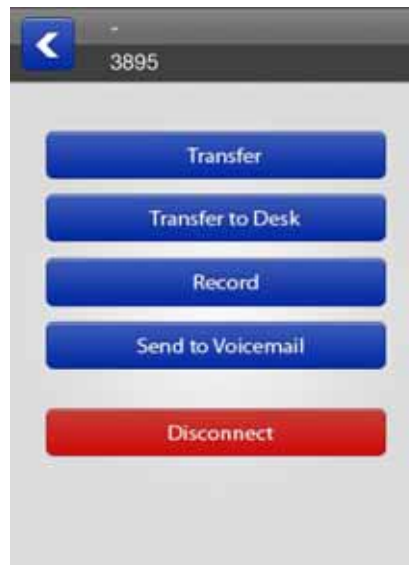 -
3895
Transfer
Transfer to Desk
Record
Send to Voicemail
Disconnect